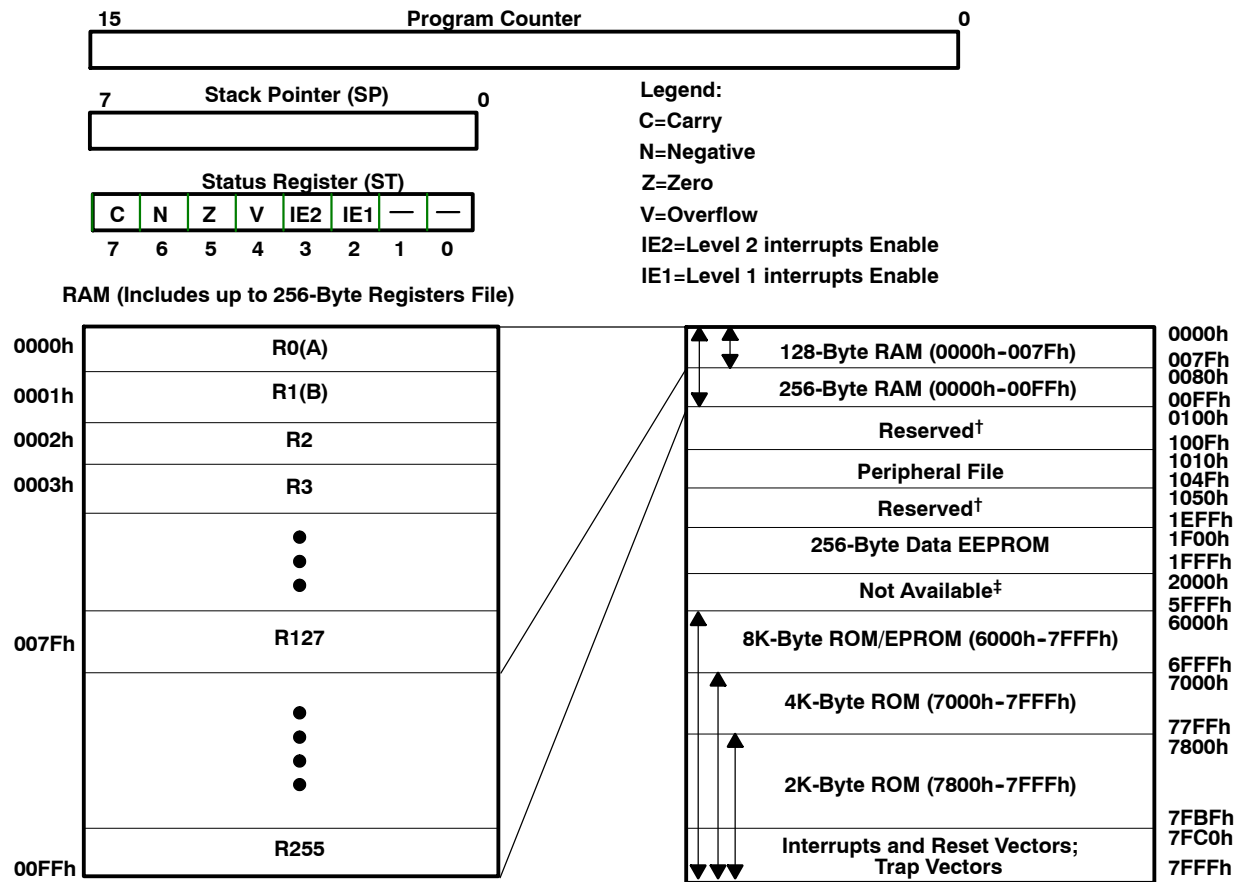 15 Program Counter 0
7 Stack Pointer (SP) 0
Legend:
C=Carry
N=Negative
Z=Zero
V=Overflow
IE2=Level 2 interrupts Enable
IE1=Level 1 interrupts Enable
Status Register (ST)
C N Z V IE2 IE1 — —
7 6 5 4 3 2 1 0
RAM (Includes up to 256-Byte Registers File)
0000h R0(A)
0001h R1(B)
0002h R2
0003h R3
007Fh R127
R255
00FFh
0000h
128-Byte RAM (0000h-007Fh)
007Fh
0080h
256-Byte RAM (0000h-00FFh)
00FFh
0100h
Reserved†
100Fh
1010h
Peripheral File
104Fh
1050h
Reserved†
1EFFh
1F00h
256-Byte Data EEPROM
1FFFh
2000h
Not Available‡
5FFFh
6000h
8K-Byte ROM/EPROM (6000h-7FFFh)
6FFFh
7000h
4K-Byte ROM (7000h-7FFFh)
77FFh
7800h
2K-Byte ROM (7800h-7FFFh)
7FBFh
7FC0h
Interrupts and Reset Vectors;
Trap Vectors
7FFFh